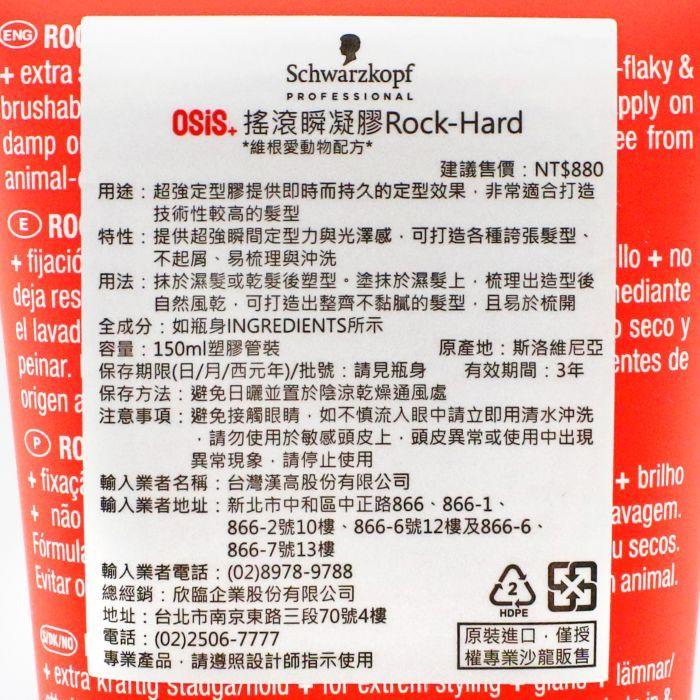 ENG ROC
+ extra s
brushab
damp o
animal-
-flaky &
pply on
ee from
Schwarzkopf
PROFESSIONAL
OSiS+ 搖滾瞬凝膠Rock-Hard
*維根愛動物配方*
建議售價：NT$880
用途：超強定型膠提供即時而持久的定型效果，非常適合打造
技術性較高的髮型
特性：提供超強瞬間定型力與光澤感，可打造各種誇張髮型、
不起屑、易梳理與沖洗
用法：抹於濕髮或乾髮後塑型。塗抹於濕髮上，梳理出造型後
自然風乾，可打造出整齊不黏膩的髮型，且易於梳開
全成分：如瓶身INGREDIENTS所示
容量：150ml塑膠管裝 原產地：斯洛維尼亞
保存期限(日/月/西元年)/批號：請見瓶身 有效期間：3年
保存方法：避免日曬並置於陰涼乾燥通風處
注意事項：避免接觸眼睛，如不慎流入眼中請立即用清水沖洗
，請勿使用於敏感頭皮上，頭皮異常或使用中出現
異常現象，請停止使用
輸入業者名稱：台灣漢高股份有限公司
輸入業者地址：新北市中和區中正路866、866-1、
866-2號10樓、866-6號12樓及866-6、
866-7號13樓
輸入業者電話：(02)8978-9788
總經銷：欣臨企業股份有限公司
地址：台北市南京東路三段70號4樓
電話：(02)2506-7777
專業產品，請遵照設計師指示使用
2
HDPE
原裝進口，僅授
權專業沙龍販售
E RO
+ fijació
deja res
el lavad
peinar.
origen a
llo + no
nediante
o seco y
entes de
P RO
+ fixaçã
+ não
Fórmula
Evitar o
+ brilho
avagem.
u secos.
n animal.
S/DK/NO
+ extra kraftig stadga/hold + for extrem styling + glans + lämnar/